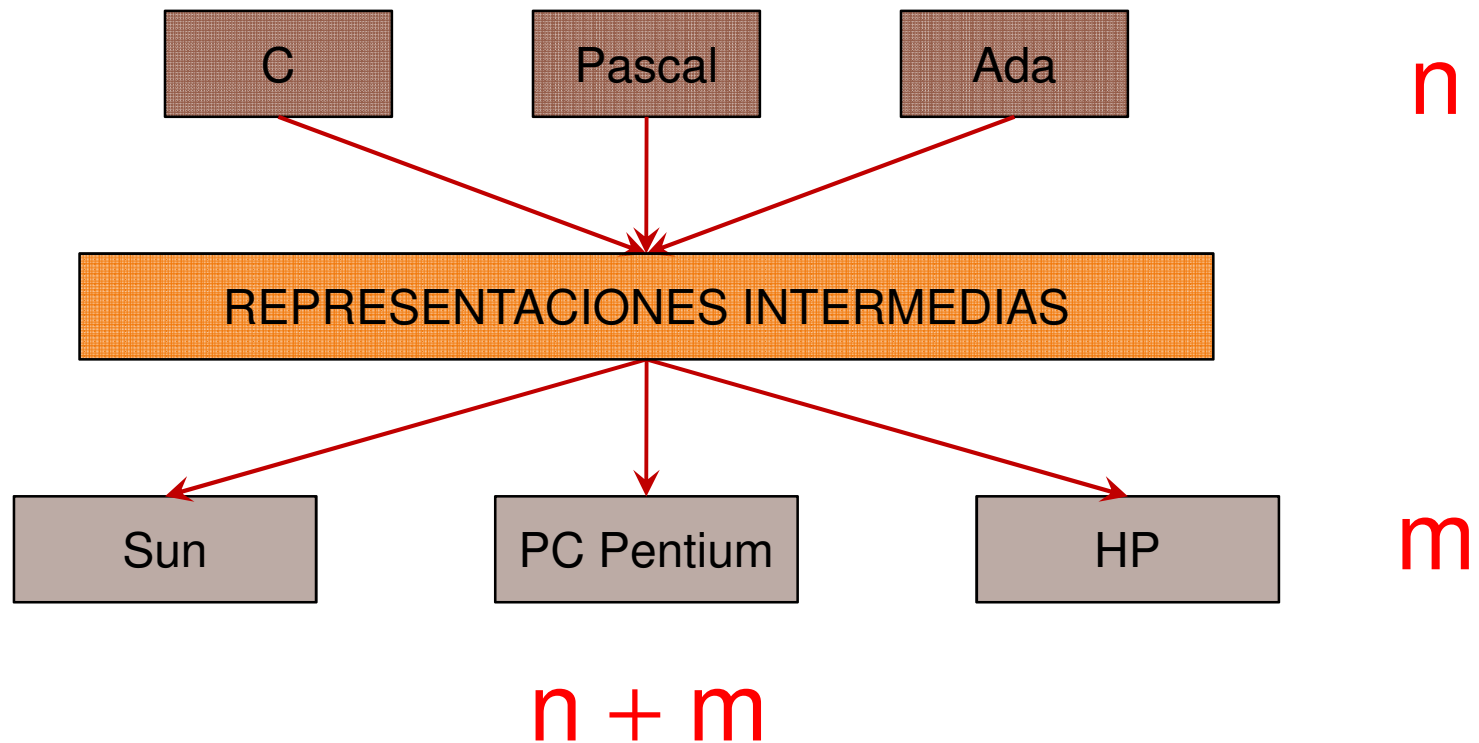 C Pascal Ada n
REPRESENTACIONES INTERMEDIAS
Sun PC Pentium HP m
n + m